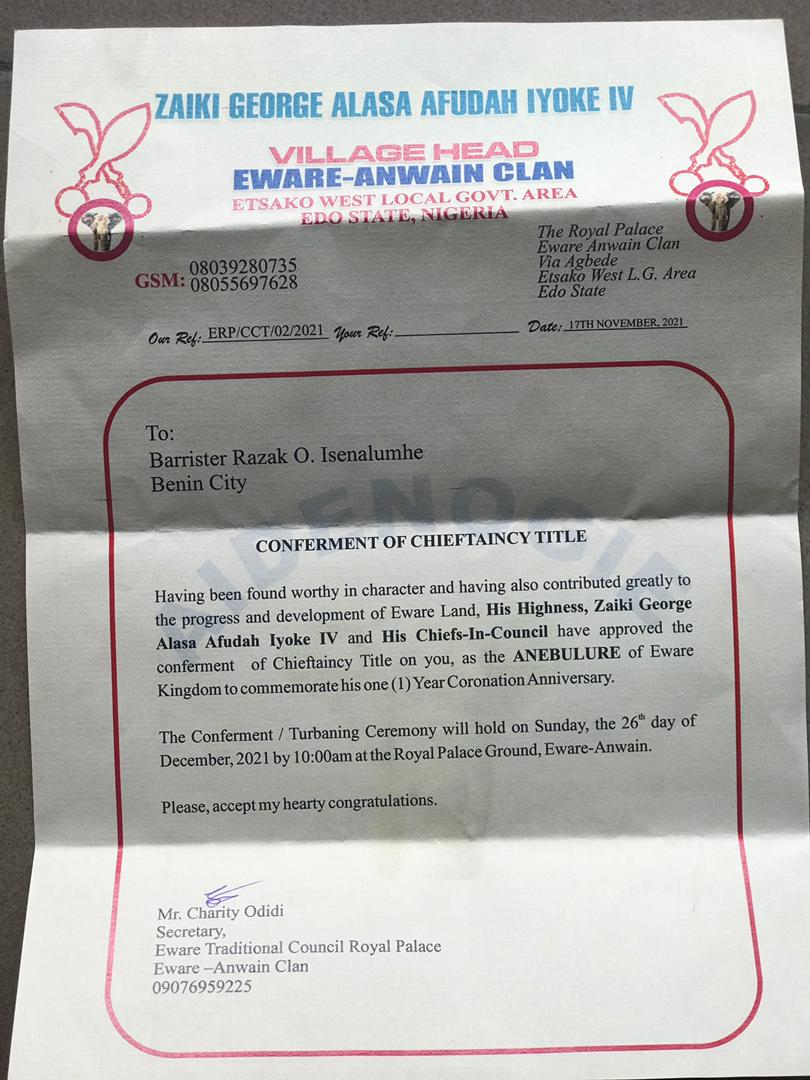 ZAIKI GEORGE ALASA AFUDAH IYOKE IV
VILLAGE HEAD
EWARE-ANWAIN CLAN
ETSAKO WEST LOCAL GOVT. AREA
EDO STATE, NIGERIA
The Royal Palace
Eware Anwain Clan
Via Agbede
Etsako West L.G. Area
Edo State
GSM: 08039280735
08055697628
Our Ref: ERP/CCT/02/2021 Your Ref: Date: 17TH NOVEMBER, 2021
To:
Barrister Razak O. Isenalumhe
Benin City
CONFERMENT OF CHIEFTAINCY TITLE
Having been found worthy in character and having also contributed greatly to
the progress and development of Eware Land, His Highness, Zaiki George
Alasa Afudah Iyoke IV and His Chiefs-In-Council have approved the
conferment of Chieftaincy Title on you, as the ANEBULURE of Eware
Kingdom to commemorate his one (1) Year Coronation Anniversary.
The Conferment / Turbaning Ceremony will hold on Sunday, the 26th day of
December, 2021 by 10:00am at the Royal Palace Ground, Eware-Anwain.
Please, accept my hearty congratulations.
Mr. Charity Odidi
Secretary,
Eware Traditional Council Royal Palace
Eware –Anwain Clan
09076959225